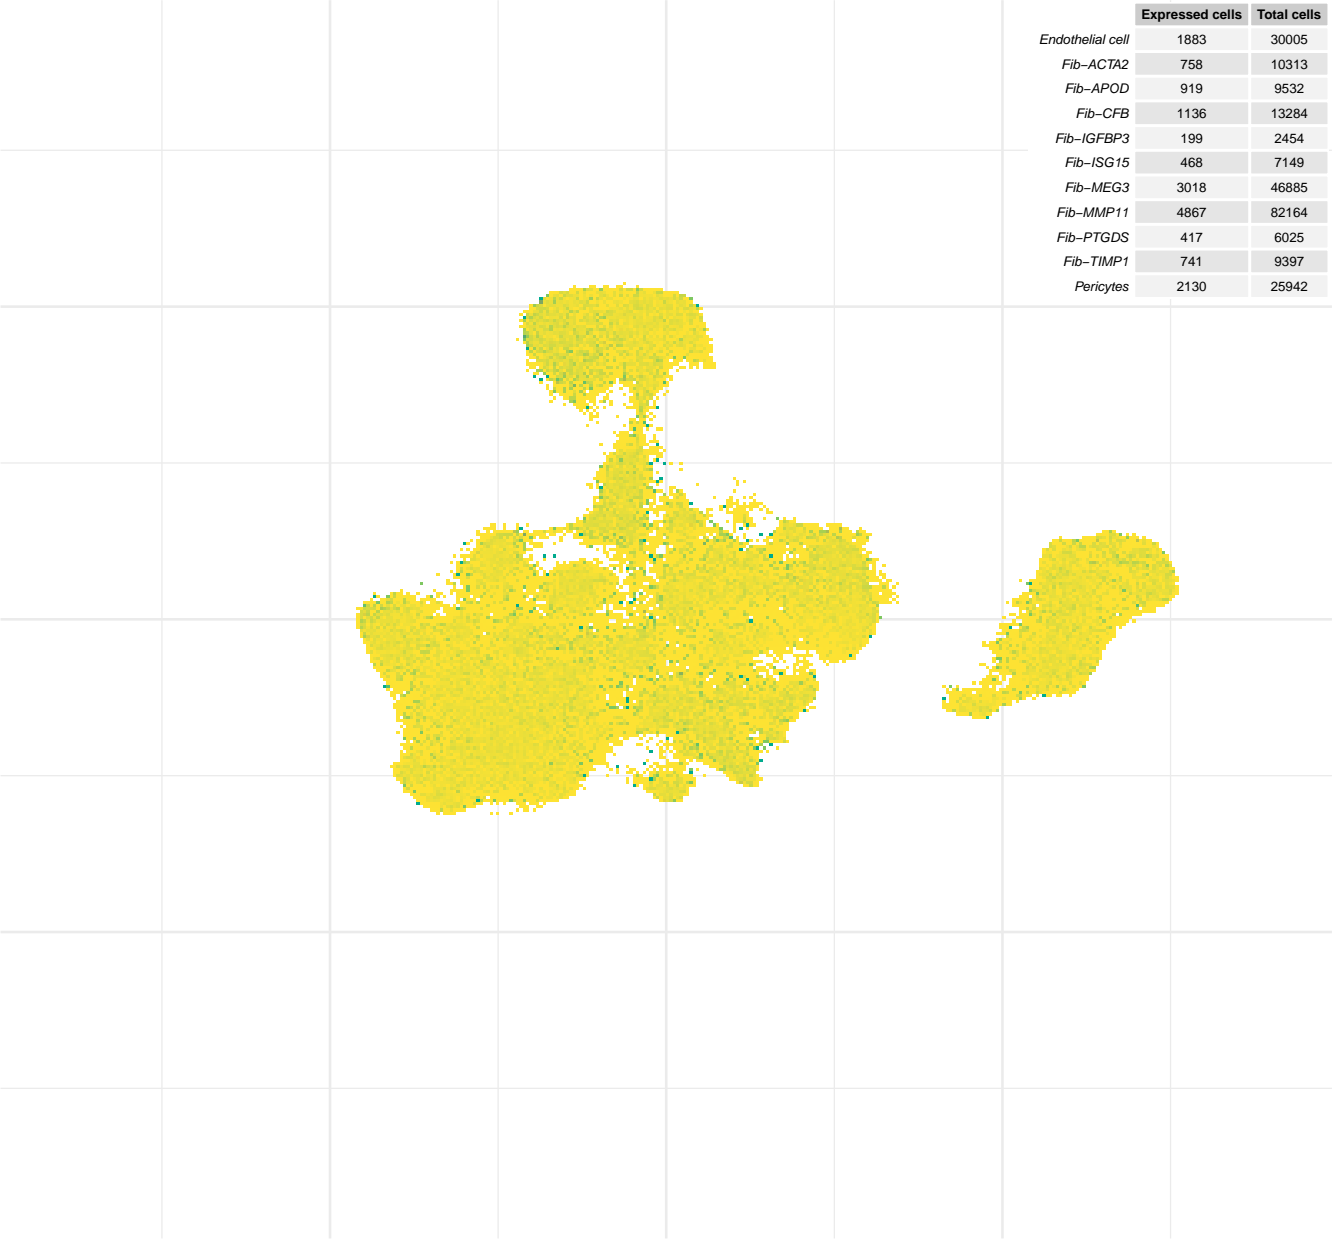 Expressed cells Total cells
Endothelial cell 1883 30005
Fib−ACTA2 758 10313
Fib−APOD 919 9532
Fib−CFB 1136 13284
Fib−IGFBP3 199 2454
Fib−ISG15 468 7149
Fib−MEG3 3018 46885
Fib−MMP11 4867 82164
Fib−PTGDS 417 6025
Fib−TIMP1 741 9397
Pericytes 2130 25942